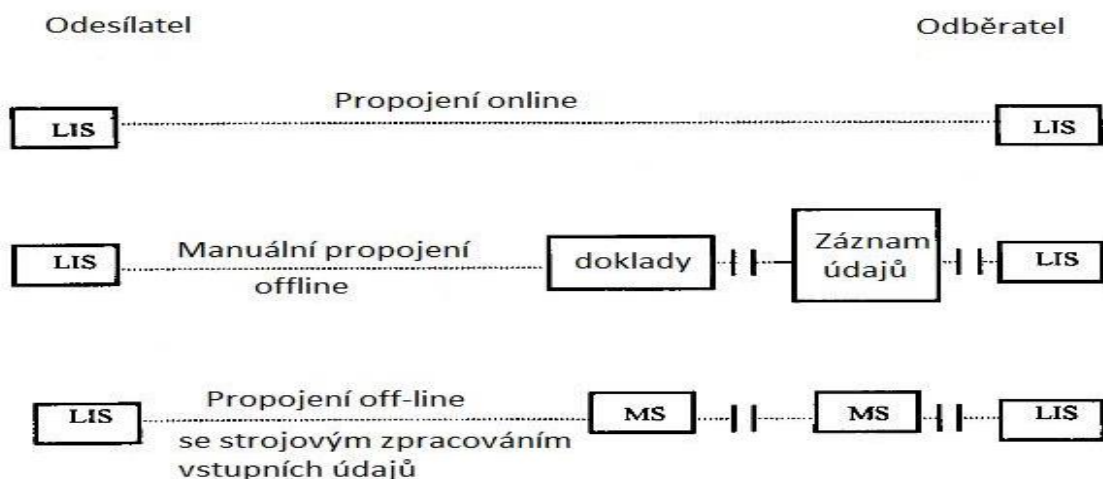 Odesílatel
Odběratel
Propojení online
LIS
LIS
Manuální propojení
offline
LIS
doklady
Záznam
údajů
LIS
Propojení off-line
se strojovým zpracováním
vstupních údajů
LIS
MS
MS
LIS